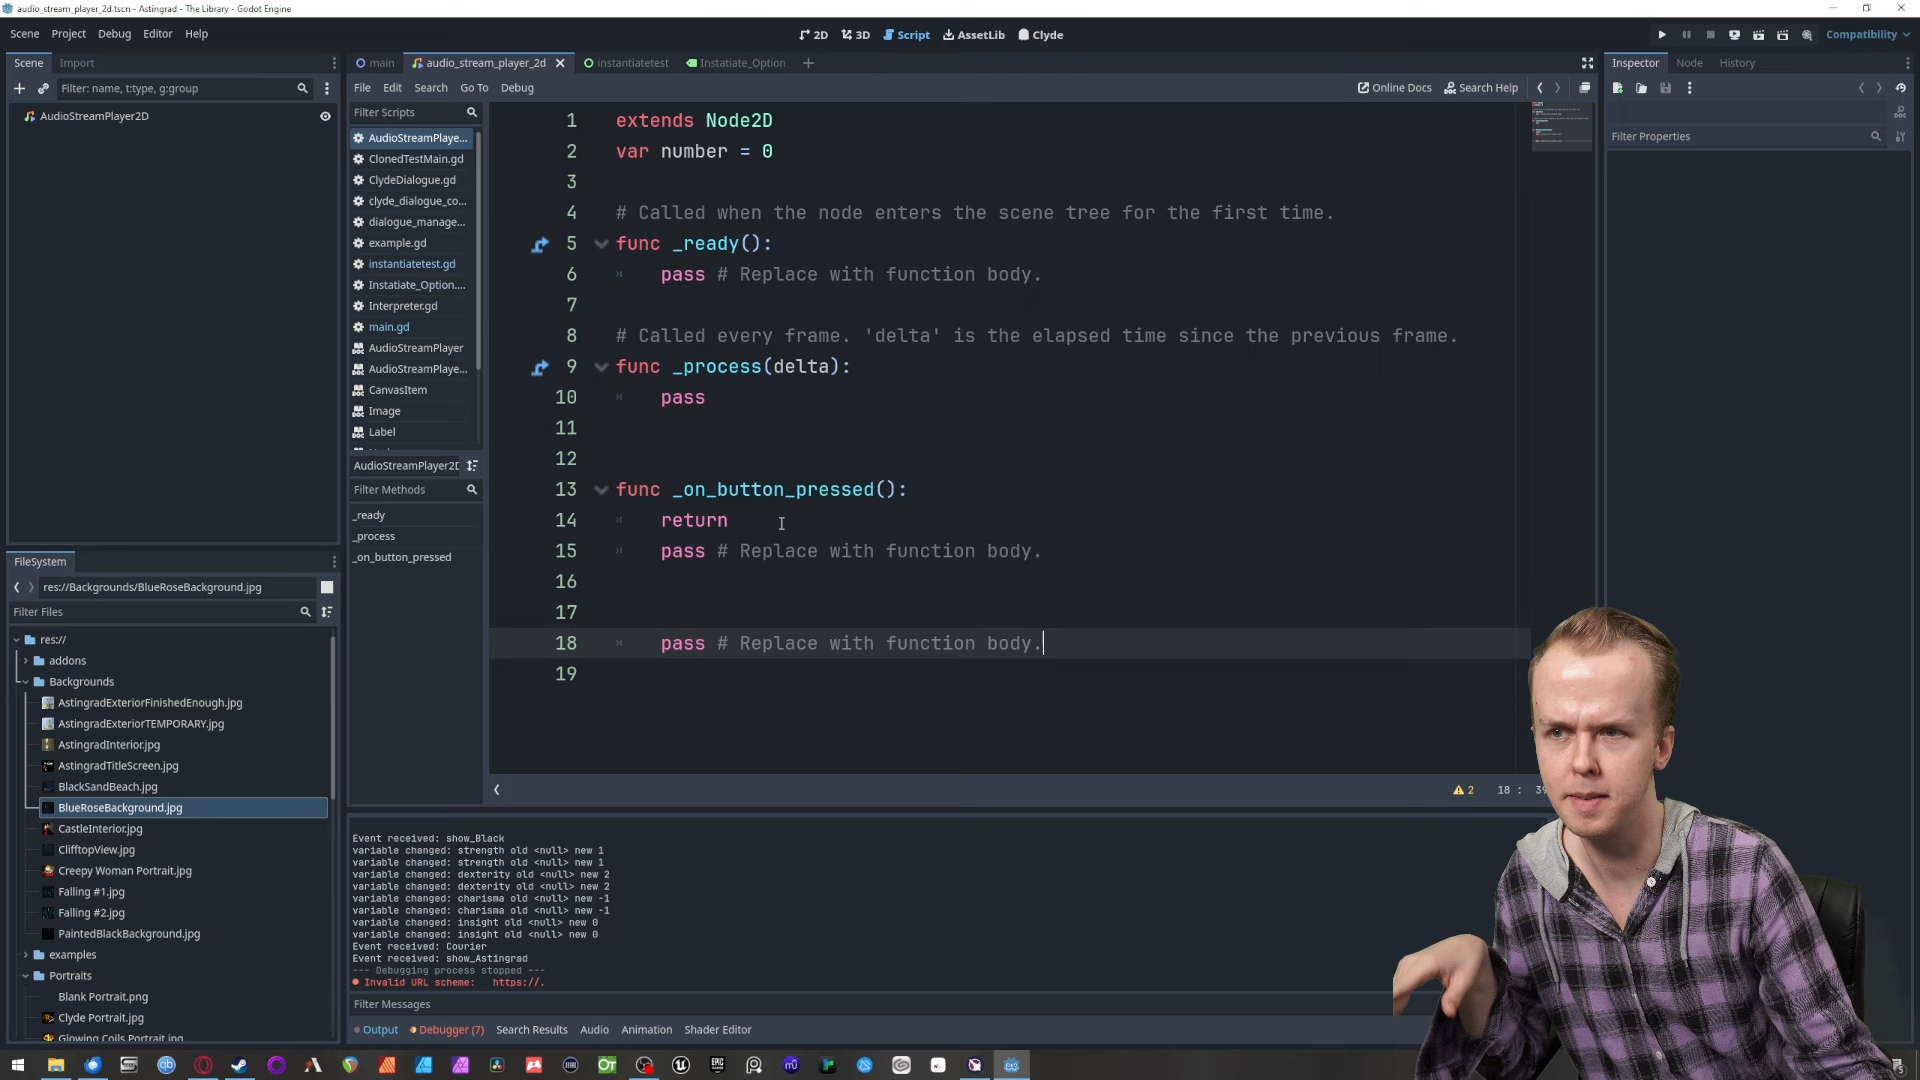 audio_stream_player_2d.tscn - Astingrad - The Library - Godot Engine
Scene Project Debug Editor Help
2D 3D Script AssetLib Clyde
Compatibility
Scene Import
Filter: name, t:type, g:group
AudioStreamPlayer2D
main audio_stream_player_2d instantiatetest Instatiate_Option
File Edit Search Go To Debug
Online Docs Search Help
Filter Scripts
AudioStreamPlaye...
ClonedTestMain.gd
ClydeDialogue.gd
clyde_dialogue_co...
dialogue_manage...
example.gd
instantiatetest.gd
Instatiate_Option....
Interpreter.gd
main.gd
AudioStreamPlayer
AudioStreamPlaye...
CanvasItem
Image
Label
AudioStreamPlayer2D
Filter Methods
_ready
_process
_on_button_pressed
1 extends Node2D
2 var number = 0
3
4 # Called when the node enters the scene tree for the first time.
5 func _ready():
6 pass # Replace with function body.
7
8 # Called every frame. 'delta' is the elapsed time since the previous frame.
9 func _process(delta):
10 pass
11
12
13 func _on_button_pressed():
14 return
15 pass # Replace with function body.
16
17
18 pass # Replace with function body.
19
2 18 :
Inspector Node History
Filter Properties
FileSystem
res://Backgrounds/BlueRoseBackground.jpg
Filter Files
res://
addons
Backgrounds
AstingradExteriorFinishedEnough.jpg
AstingradExteriorTEMPORARY.jpg
AstingradInterior.jpg
AstingradTitleScreen.jpg
BlackSandBeach.jpg
BlueRoseBackground.jpg
CastleInterior.jpg
ClifftopView.jpg
Creepy Woman Portrait.jpg
Falling #1.jpg
Falling #2.jpg
PaintedBlackBackground.jpg
examples
Portraits
Blank Portrait.png
Clyde Portrait.jpg
Glowing Coils Portrait.jpg
Event received: show_Black
variable changed: strength old <null> new 1
variable changed: strength old <null> new 1
variable changed: dexterity old <null> new 2
variable changed: dexterity old <null> new 2
variable changed: charisma old <null> new -1
variable changed: charisma old <null> new -1
variable changed: insight old <null> new 0
variable changed: insight old <null> new 0
Event received: Courier
Event received: show_Astingrad
--- Debugging process stopped ---
Invalid URL scheme: https://.
Filter Messages
Output Debugger (7) Search Results Audio Animation Shader Editor